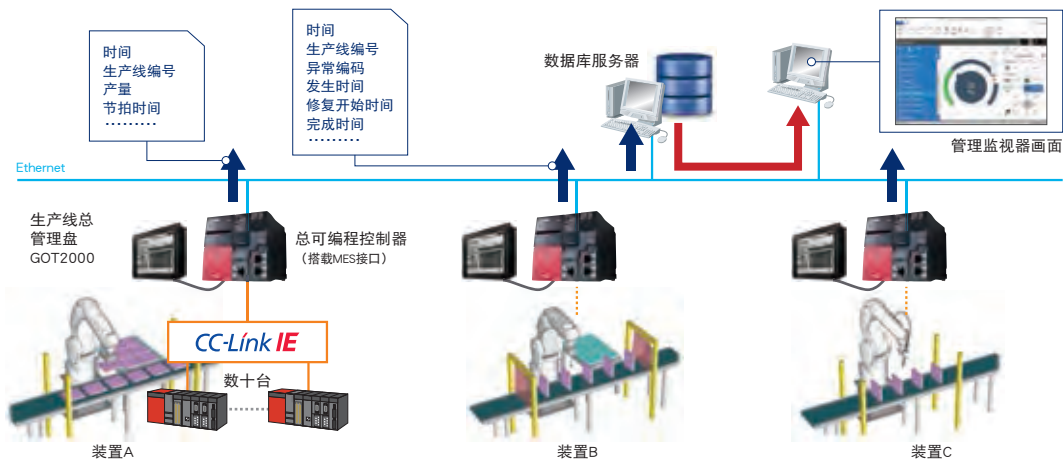 时间
生产线编号
产量
节拍时间
………
时间
生产线编号
异常编码
发生时间
修复开始时间
完成时间
………
数据库服务器
管理监视器画面
Ethernet
生产线总
管理盘
GOT2000
总可编程控制器
（搭载MES接口）
CC-Link IE
数十台
装置A
装置B
装置C